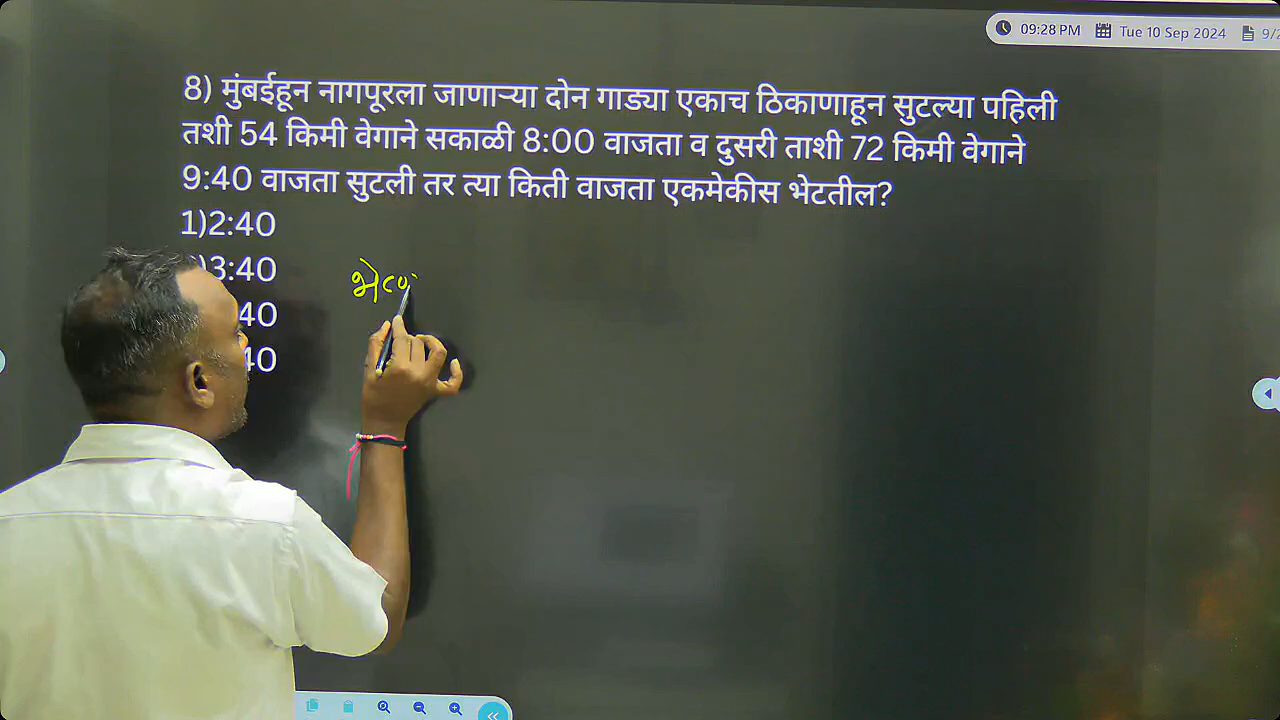 09:28 PM Tue 10 Sep 2024
8) मुंबईहून नागपूरला जाणाऱ्या दोन गाड्या एकाच ठिकाणाहून सुटल्या पहिली
तशी 54 किमी वेगाने सकाळी 8:00 वाजता व दुसरी ताशी 72 किमी वेगाने
9:40 वाजता सुटली तर त्या किती वाजता एकमेकीस भेटतील?
1)2:40
)3:40
40
40